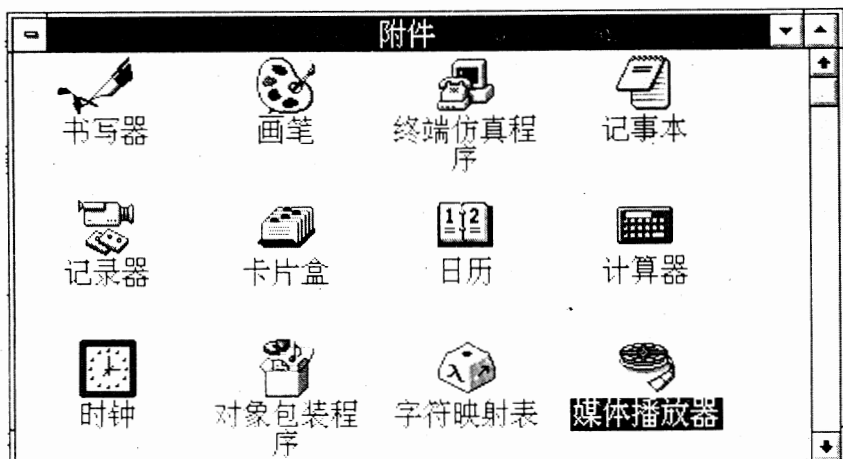 附件
书写器
画笔
终端仿真程
序
记事本
记录器
卡片盒
1 2
日历
计算器
时钟
对象包装程
序
λ
字符映射表
媒体播放器